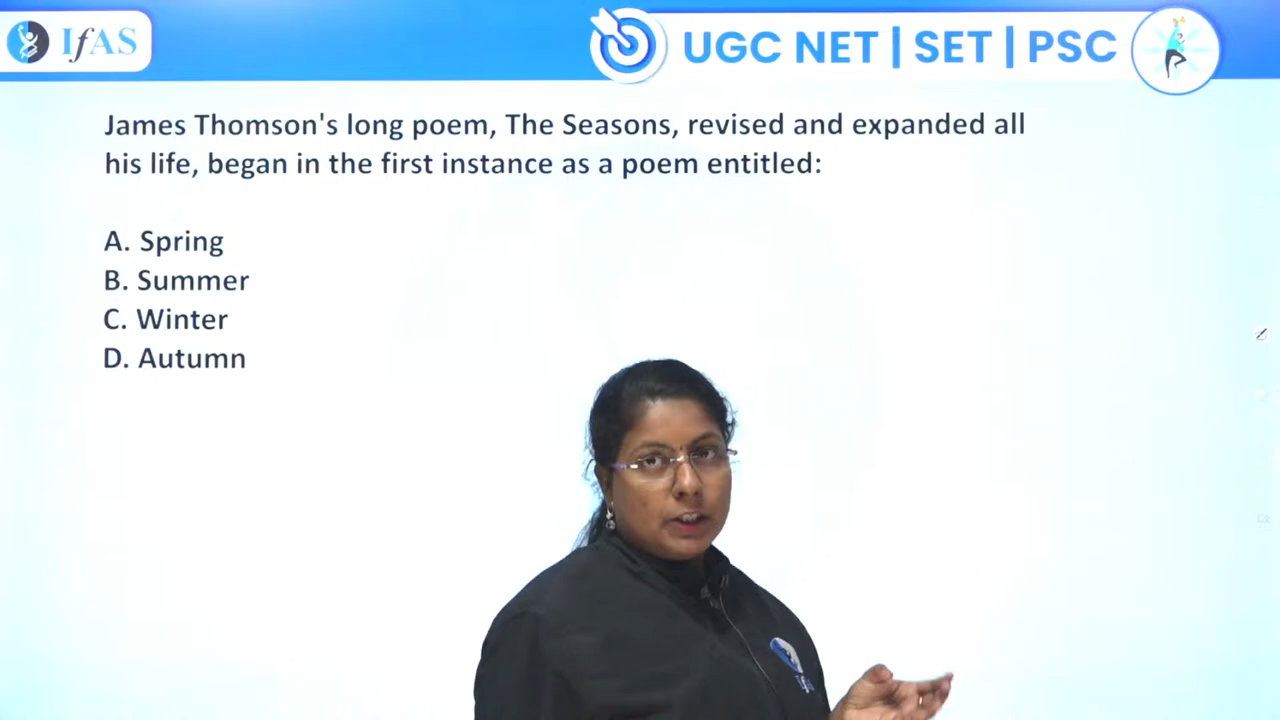 IfAS
UGC NET | SET | PSC
James Thomson's long poem, The Seasons, revised and expanded all
his life, began in the first instance as a poem entitled:
A. Spring
B. Summer
C. Winter
D. Autumn